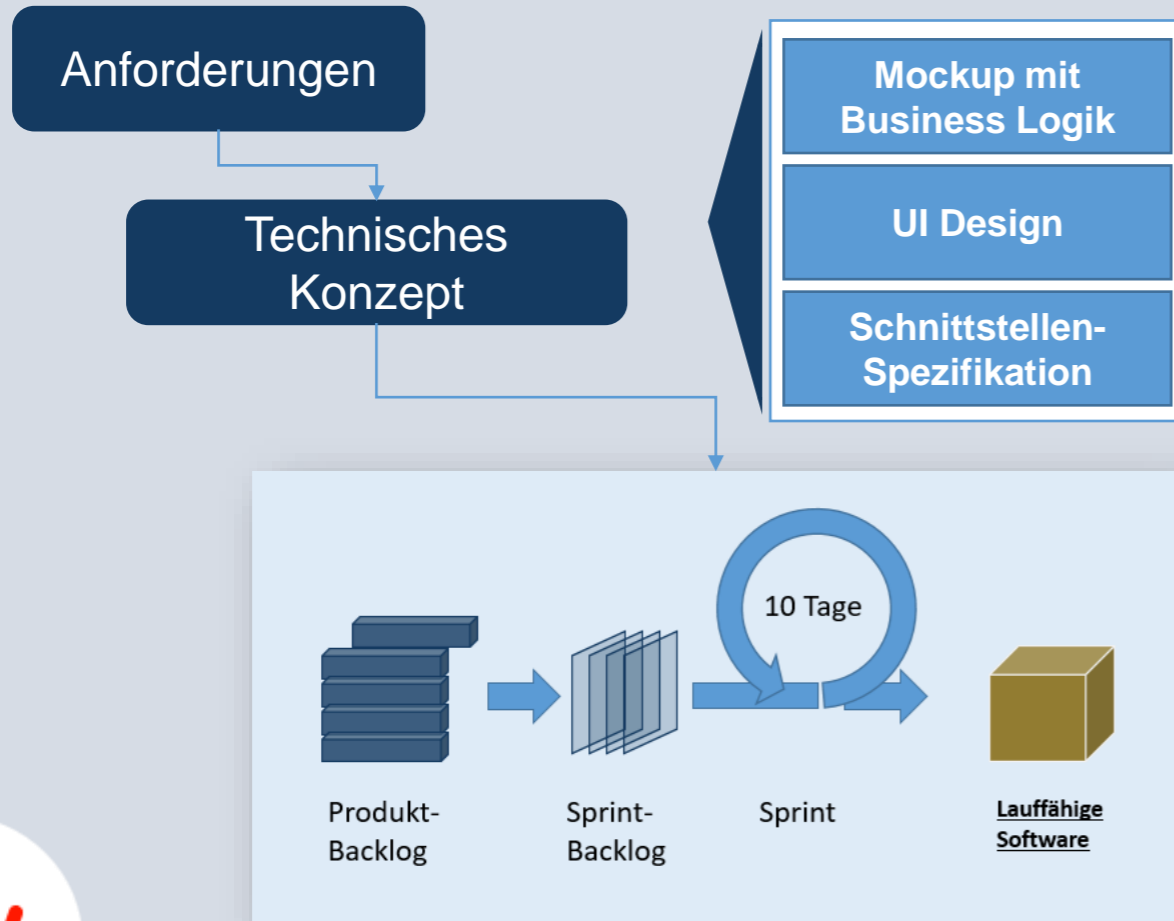 Anforderungen
Technisches
Konzept
Mockup mit
Business Logik
UI Design
Schnittstellen-
Spezifikation
10 Tage
Produkt-
Backlog
Sprint-
Backlog
Sprint
Lauffähige
Software